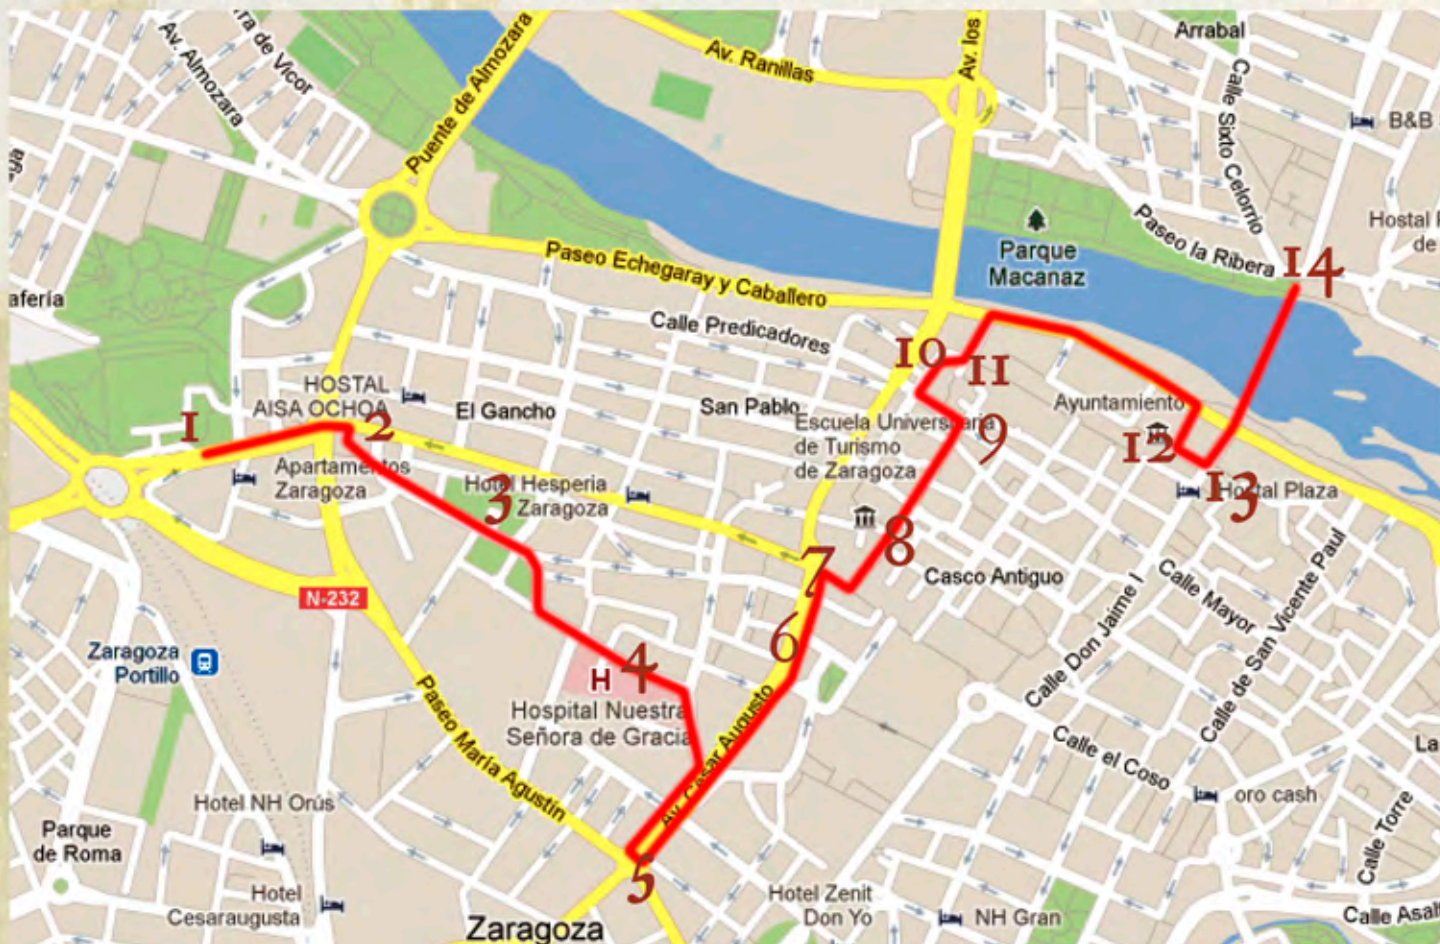 Arrabal
Av. Ranillas
Av. los
Av. Almozara
ra de Vicor
Puente de Almozara
Calle Sixto Celorrio
B&B
Parque
Macanaz
Paseo la Ribera
Hostal
de
14
Paseo Echegaray y Caballero
afería
Calle Predicadores
10
11
HOSTAL
AISA OCHOA
El Gancho
San Pablo
Ayuntamiento
1
2
Escuela Universitaria
de Turismo
de Zaragoza
9
12
Apartamentos
Zaragoza
Hotel Hesperia
Zaragoza
3
13
Hostal Plaza
8
7
Casco Antiguo
N-232
Calle Mayor
Calle de San Vicente Paul
Calle Don Jaime I
6
Zaragoza
Portillo
4
H
Hospital Nuestra
Señora de Gracia
Paseo María Agustín
Av. Cesar Augusto
Calle el Coso
La
Hotel NH Orús
oro cash
Parque
de Roma
Calle Torre
5
Hotel
Cesaraugusta
Hotel Zenit
Don Yo
NH Gran
Calle Asalt
Zaragoza